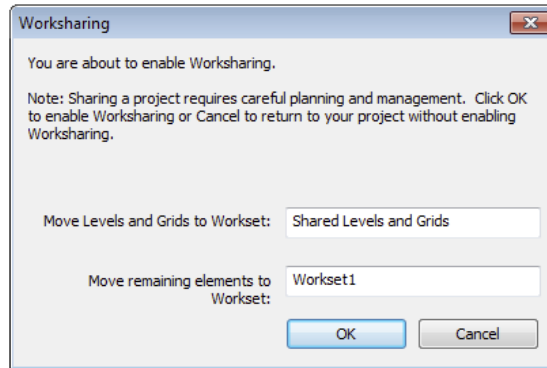 Worksharing
You are about to enable Worksharing.
Note: Sharing a project requires careful planning and management. Click OK
to enable Worksharing or Cancel to return to your project without enabling
Worksharing.
Move Levels and Grids to Workset: Shared Levels and Grids
Move remaining elements to Workset1
Workset:
OK Cancel